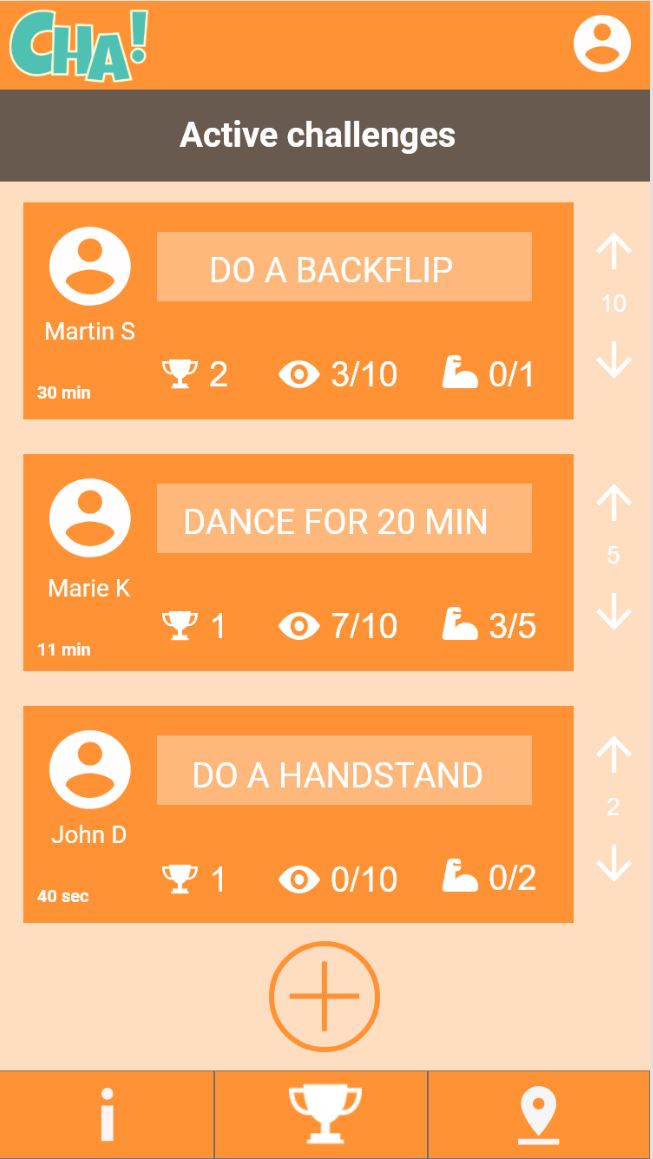 CHA!
Active challenges
DO A BACKFLIP
Martin S
30 min
2
3/10
0/1
10
DANCE FOR 20 MIN
Marie K
11 min
1
7/10
3/5
5
DO A HANDSTAND
John D
40 sec
1
0/10
0/2
2